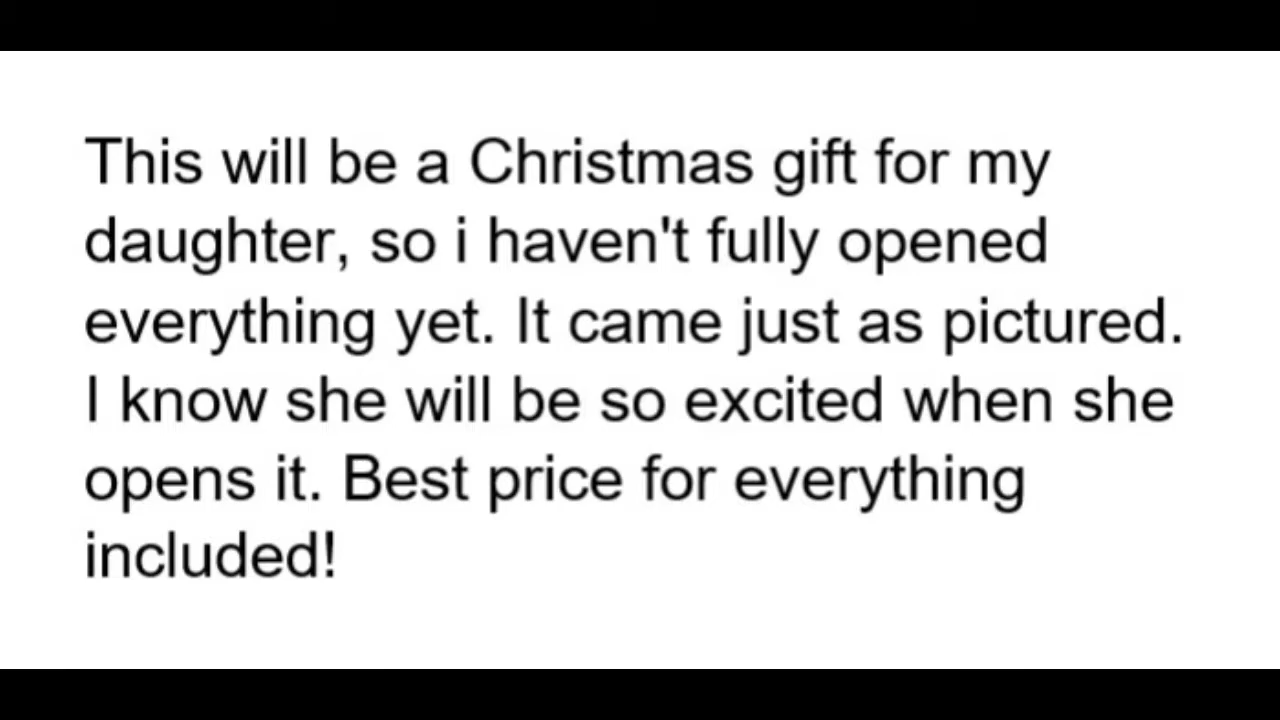 This will be a Christmas gift for my
daughter, so i haven't fully opened
everything yet. It came just as pictured.
I know she will be so excited when she
opens it. Best price for everything
included!